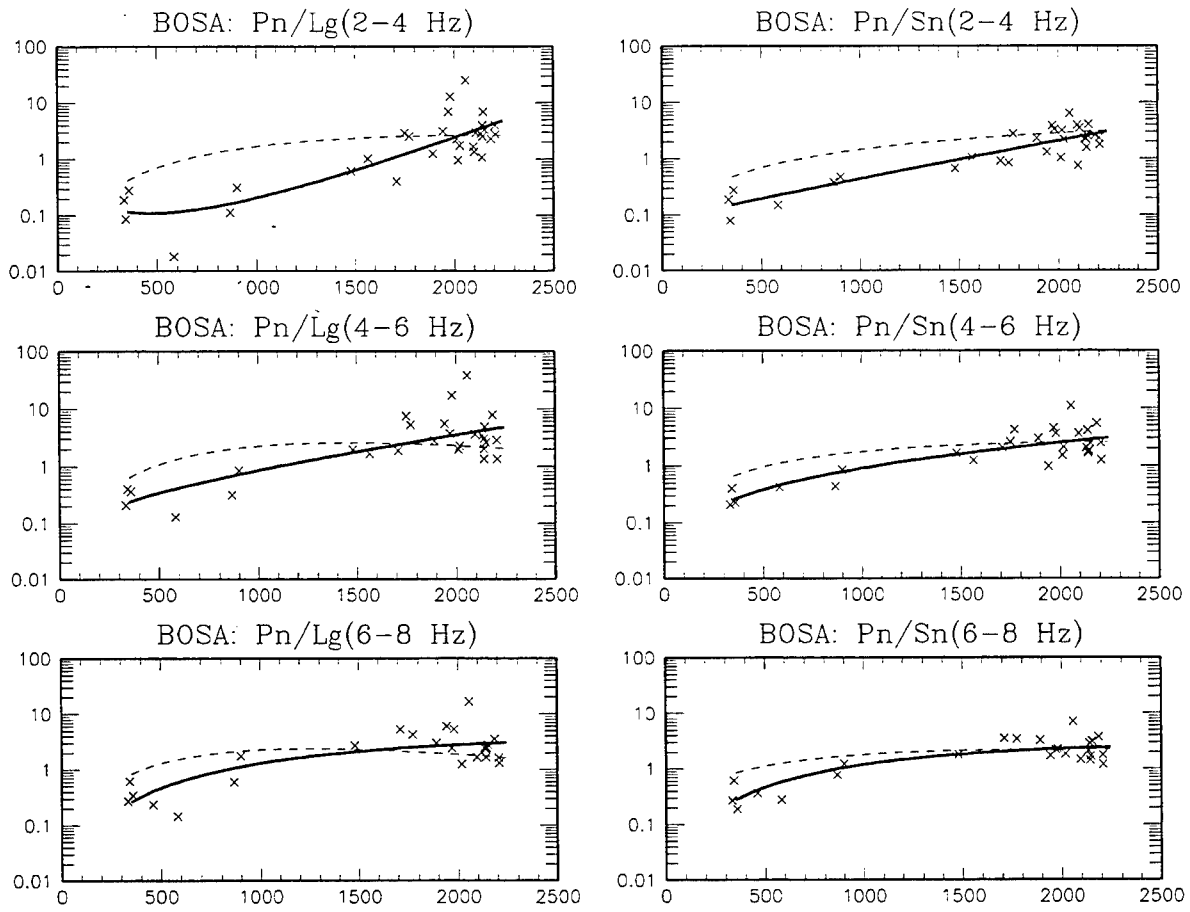 BOSA: Pn/Lg(2-4 Hz)
100
10
1
0.1
0.01
0 500 1000 1500 2000 2500
BOSA: Pn/Sn(2-4 Hz)
100
10
1
0.1
0.01
0 500 1000 1500 2000 2500
BOSA: Pn/Lg(4-6 Hz)
100
10
1
0.1
0.01
0 500 1000 1500 2000 2500
BOSA: Pn/Sn(4-6 Hz)
100
10
1
0.1
0.01
0 500 1000 1500 2000 2500
BOSA: Pn/Lg(6-8 Hz)
100
10
1
0.1
0.01
0 500 1000 1500 2000 2500
BOSA: Pn/Sn(6-8 Hz)
100
10
1
0.1
0.01
0 500 1000 1500 2000 2500